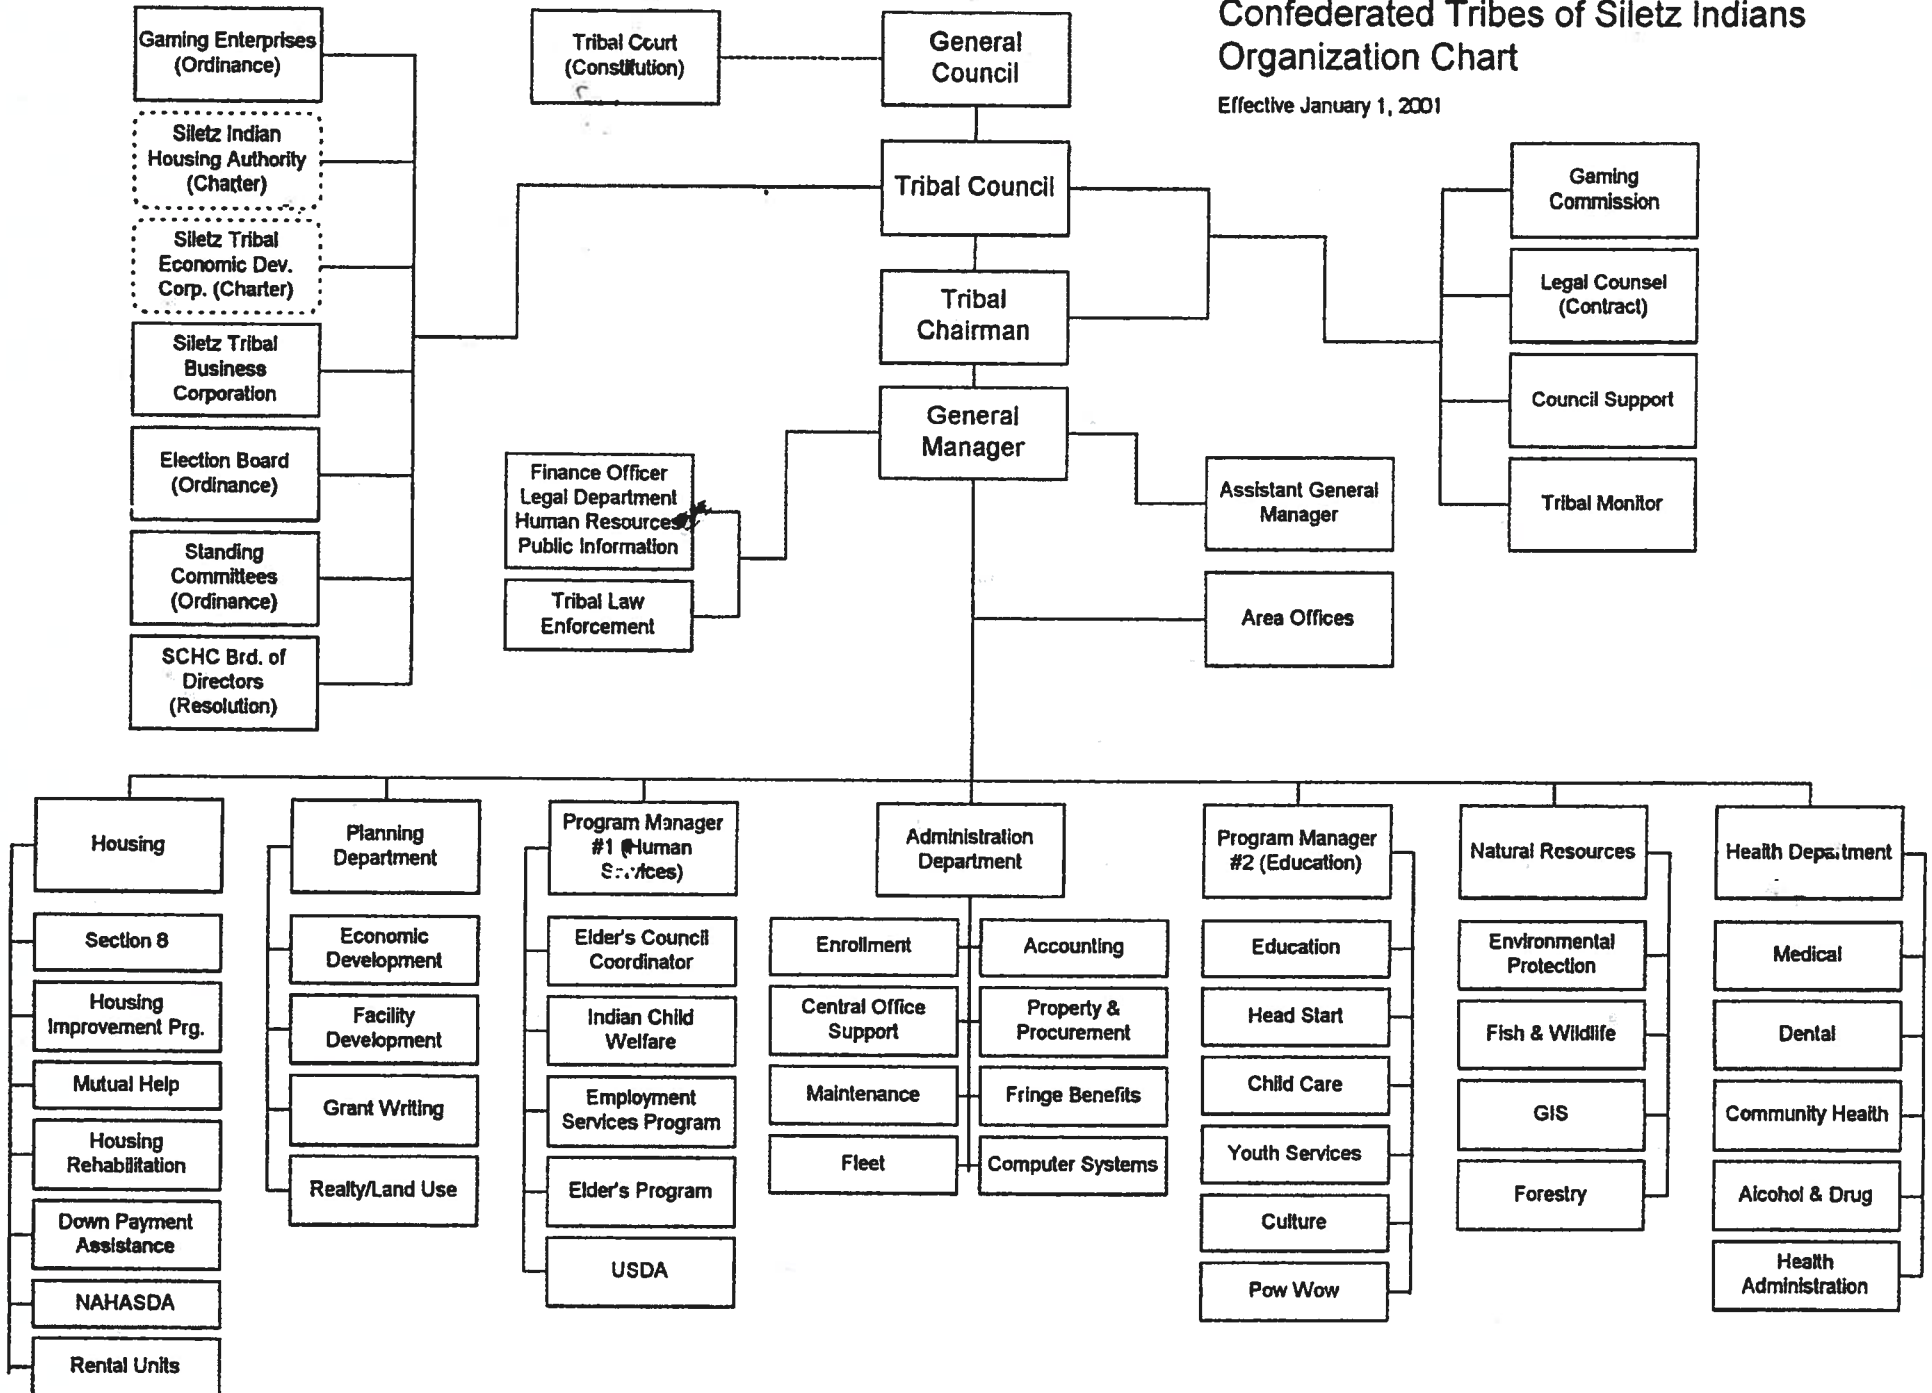 Confederated Tribes of Siletz Indians
Organization Chart
Effective January 1, 2001
Gaming Enterprises
(Ordinance)
Siletz Indian
Housing Authority
(Charter)
Siletz Tribal
Economic Dev.
Corp. (Charter)
Siletz Tribal
Business
Corporation
Election Board
(Ordinance)
Standing
Committees
(Ordinance)
SCHC Brd. of
Directors
(Resolution)
Tribal Court
(Constitution)
General
Council
Tribal Council
Tribal
Chairman
General
Manager
Finance Officer
Legal Department
Human Resources
Public Information
Tribal Law
Enforcement
Assistant General
Manager
Area Offices
Gaming
Commission
Legal Counsel
(Contract)
Council Support
Tribal Monitor
Housing
Section 8
Housing
Improvement Prg.
Mutual Help
Housing
Rehabilitation
Down Payment
Assistance
NAHASDA
Rental Units
Planning
Department
Economic
Development
Facility
Development
Grant Writing
Realty/Land Use
Program Manager
#1 (Human
Services)
Elder's Council
Coordinator
Indian Child
Welfare
Employment
Services Program
Elder's Program
USDA
Administration
Department
Enrollment
Central Office
Support
Maintenance
Fleet
Accounting
Property &
Procurement
Fringe Benefits
Computer Systems
Program Manager
#2 (Education)
Education
Head Start
Child Care
Youth Services
Culture
Pow Wow
Natural Resources
Environmental
Protection
Fish & Wildlife
GIS
Forestry
Health Department
Medical
Dental
Community Health
Alcohol & Drug
Health
Administration